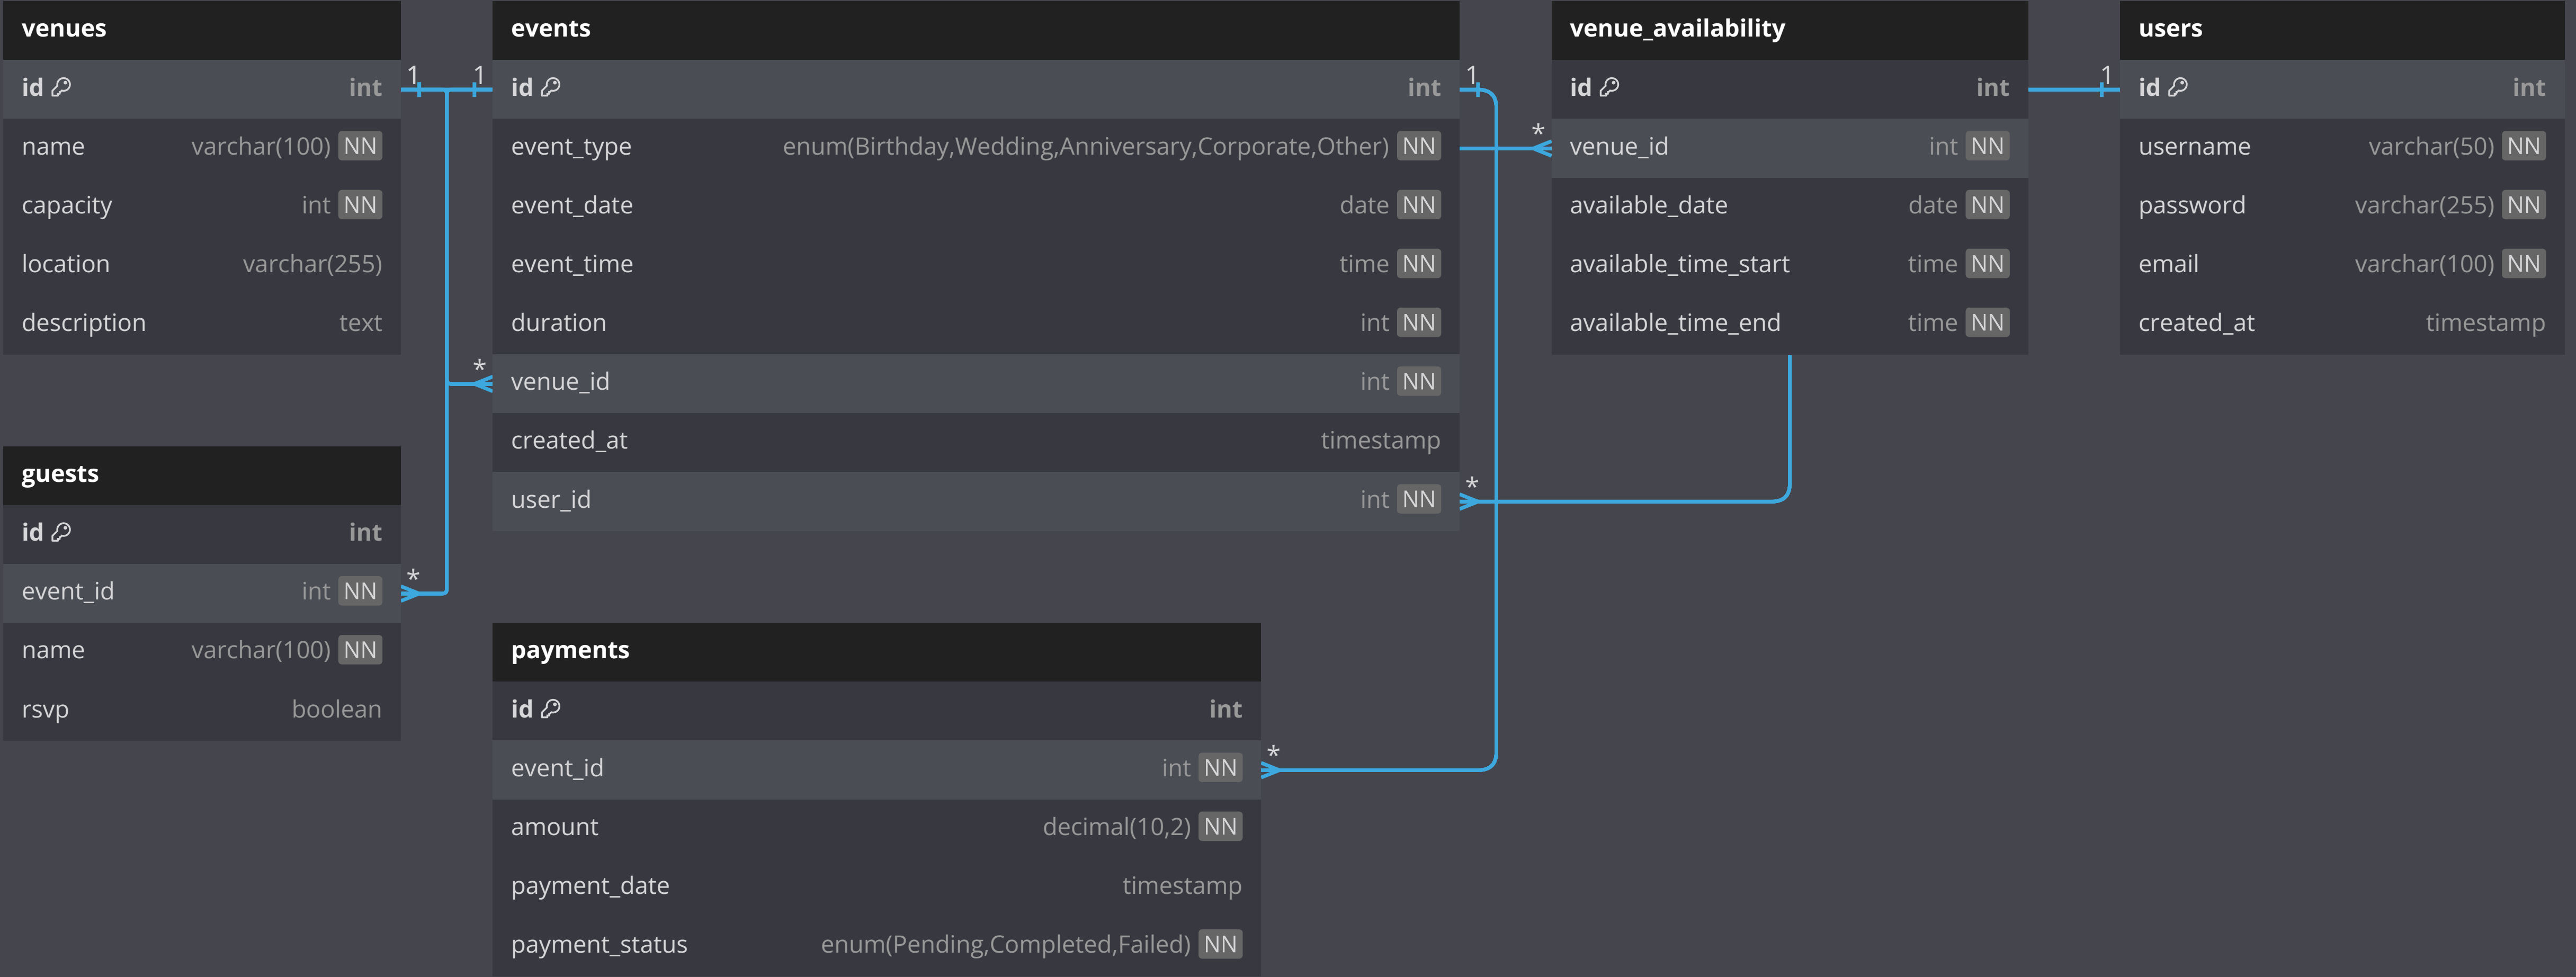 venues
id int
name varchar(100) NN
capacity int NN
location varchar(255)
description text
1
1
events
id int
event_type enum(Birthday,Wedding,Anniversary,Corporate,Other) NN
event_date date NN
event_time time NN
duration int NN
venue_id int NN
created_at timestamp
user_id int NN
*
1
*
venue_availability
id int
venue_id int NN
available_date date NN
available_time_start time NN
available_time_end time NN
*
1
users
id int
username varchar(50) NN
password varchar(255) NN
email varchar(100) NN
created_at timestamp
guests
id int
event_id int NN
name varchar(100) NN
rsvp boolean
*
payments
id int
event_id int NN
amount decimal(10,2) NN
payment_date timestamp
payment_status enum(Pending,Completed,Failed) NN
*